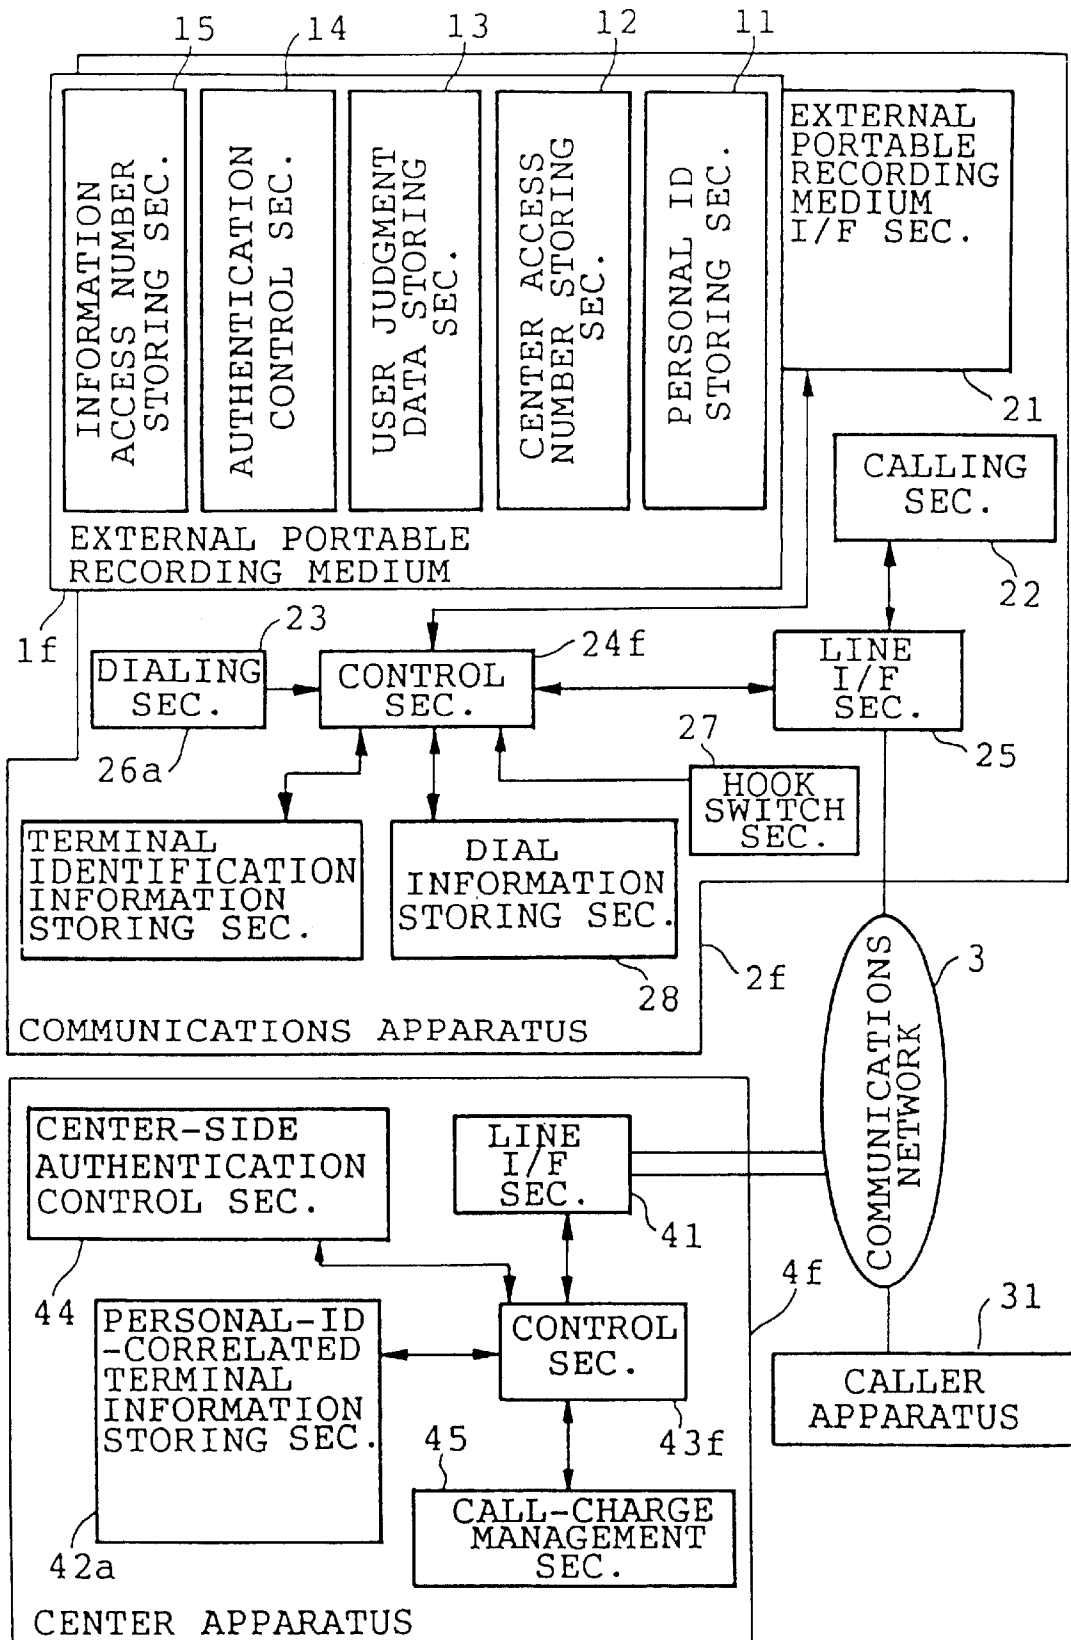 15
14
13
12
11
INFORMATION
ACCESS NUMBER
STORING SEC.
AUTHENTICATION
CONTROL SEC.
USER JUDGMENT
DATA STORING
SEC.
CENTER ACCESS
NUMBER STORING
SEC.
PERSONAL ID
STORING SEC.
EXTERNAL
PORTABLE
RECORDING
MEDIUM
I/F SEC.
21
EXTERNAL PORTABLE
RECORDING MEDIUM
1f
CALLING
SEC.
22
23
DIALING
SEC.
26a
CONTROL
SEC.
24f
LINE
I/F
SEC.
25
27
HOOK
SWITCH
SEC.
TERMINAL
IDENTIFICATION
INFORMATION
STORING SEC.
DIAL
INFORMATION
STORING SEC.
28
2f
COMMUNICATIONS APPARATUS
3
COMMUNICATIONS
NETWORK
CENTER-SIDE
AUTHENTICATION
CONTROL SEC.
44
LINE
I/F
SEC.
41
4f
PERSONAL-ID
-CORRELATED
TERMINAL
INFORMATION
STORING SEC.
42a
CONTROL
SEC.
43f
31
CALLER
APPARATUS
45
CALL-CHARGE
MANAGEMENT
SEC.
CENTER APPARATUS